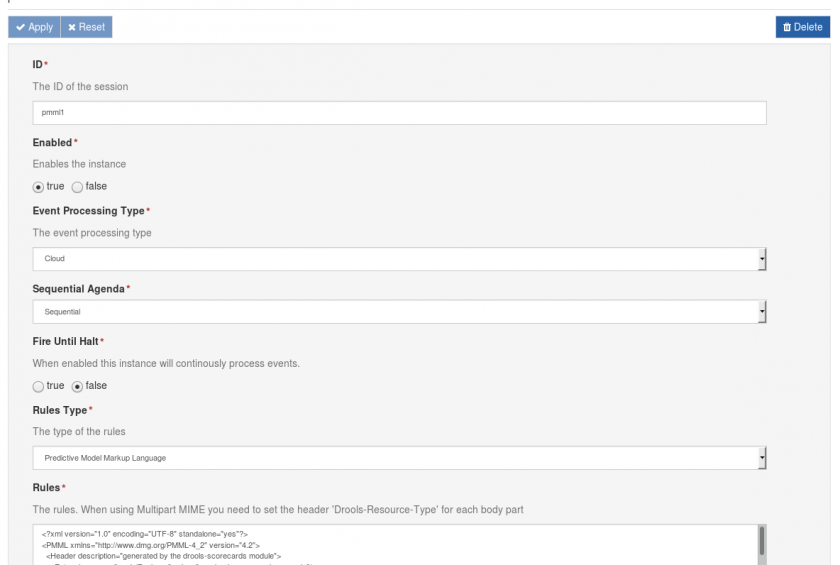 Apply Reset Delete
ID*
The ID of the session
pmml1
Enabled*
Enables the instance
true false
Event Processing Type*
The event processing type
Cloud
Sequential Agenda*
Sequential
Fire Until Halt*
When enabled this instance will continously process events.
true false
Rules Type*
The type of the rules
Predictive Model Markup Language
Rules*
The rules. When using Multipart MIME you need to set the header 'Drools-Resource-Type' for each body part
<?xml version="1.0" encoding="UTF-8" standalone="yes"?>
<PMML xmlns="http://www.dmg.org/PMML-4_2" version="4.2">
<Header description="generated by the drools-scorecards module">